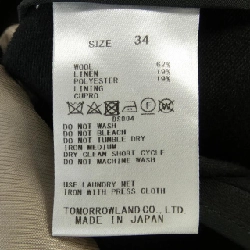 SIZE 34
WOOL 62%
LINEN 19%
POLYESTER 19%
LINING
CUPRO
DO NOT WASH
DO NOT BLEACH
DO NOT TUMBLE DRY
IRON MEDIUM
DRY CLEAN SHORT CYCLE
DO NOT MACHINE WASH
USE LAUNDRY NET
IRON WITH PRESS CLOTH
TOMORROWLAND CO., LTD.
MADE IN JAPAN